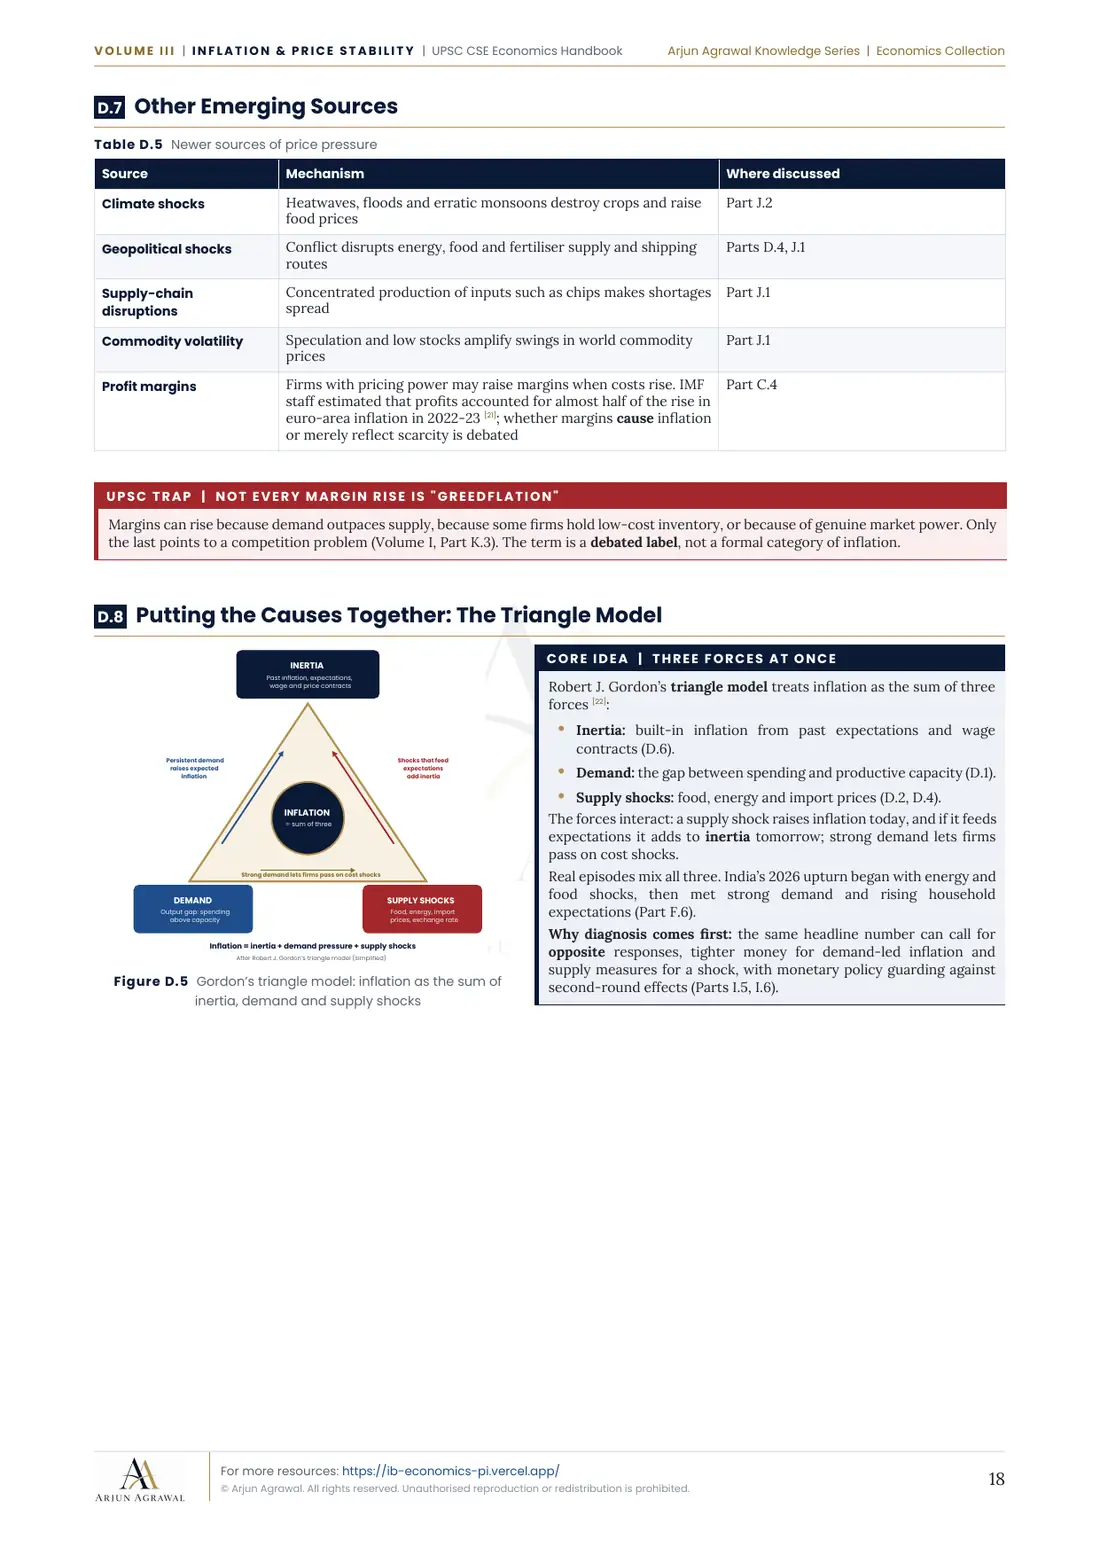 VOLUME III | INFLATION & PRICE STABILITY | UPSC CSE Economics Handbook Arjun Agrawal Knowledge Series | Economics Collection
D.7 Other Emerging Sources
Table D.5 Newer sources of price pressure
Source Mechanism Where discussed
Climate shocks Heatwaves, floods and erratic monsoons destroy crops and raise Part J.2
food prices
Geopolitical shocks Conflict disrupts energy, food and fertiliser supply and shipping Parts D.4, J.1
routes
Supply-chain Concentrated production of inputs such as chips makes shortages Part J.1
disruptions spread
Commodity volatility Speculation and low stocks amplify swings in world commodity Part J.1
prices
Profit margins Firms with pricing power may raise margins when costs rise. IMF Part C.4
staff estimated that profits accounted for almost half of the rise in
euro-area inflation in 2022-23 [21]; whether margins cause inflation
or merely reflect scarcity is debated
UPSC TRAP | NOT EVERY MARGIN RISE IS "GREEDFLATION"
Margins can rise because demand outpaces supply, because some firms hold low-cost inventory, or because of genuine market power. Only
the last points to a competition problem (Volume I, Part K.3). The term is a debated label, not a formal category of inflation.
D.8 Putting the Causes Together: The Triangle Model
INERTIA
Past inflation, expectations,
wage and price contracts
Persistent demand
raises expected
inflation
Shocks that feed
expectations
add inertia
INFLATION
= sum of three
Strong demand lets firms pass on cost shocks
DEMAND
Output gap: spending
above capacity
SUPPLY SHOCKS
Food, energy, import
prices, exchange rate
Inflation = inertia + demand pressure + supply shocks
After Robert J. Gordon's triangle model (simplified)
Figure D.5 Gordon's triangle model: inflation as the sum of
inertia, demand and supply shocks
CORE IDEA | THREE FORCES AT ONCE
Robert J. Gordon's triangle model treats inflation as the sum of three
forces [22]:
• Inertia: built-in inflation from past expectations and wage
contracts (D.6).
• Demand: the gap between spending and productive capacity (D.1).
• Supply shocks: food, energy and import prices (D.2, D.4).
The forces interact: a supply shock raises inflation today, and if it feeds
expectations it adds to inertia tomorrow; strong demand lets firms
pass on cost shocks.
Real episodes mix all three. India's 2026 upturn began with energy and
food shocks, then met strong demand and rising household
expectations (Part F.6).
Why diagnosis comes first: the same headline number can call for
opposite responses, tighter money for demand-led inflation and
supply measures for a shock, with monetary policy guarding against
second-round effects (Parts I.5, I.6).
ARJUN AGRAWAL
For more resources: https://ib-economics-pi.vercel.app/
© Arjun Agrawal. All rights reserved. Unauthorised reproduction or redistribution is prohibited.
18